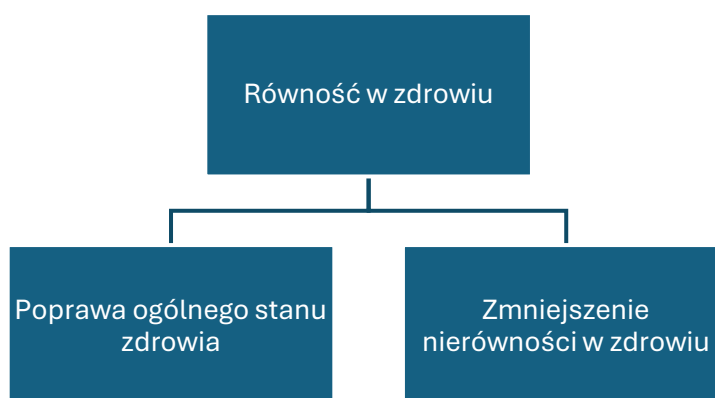 Równość w zdrowiu
Poprawa ogólnego stanu
zdrowia
Zmniejszenie
nierówności w zdrowiu